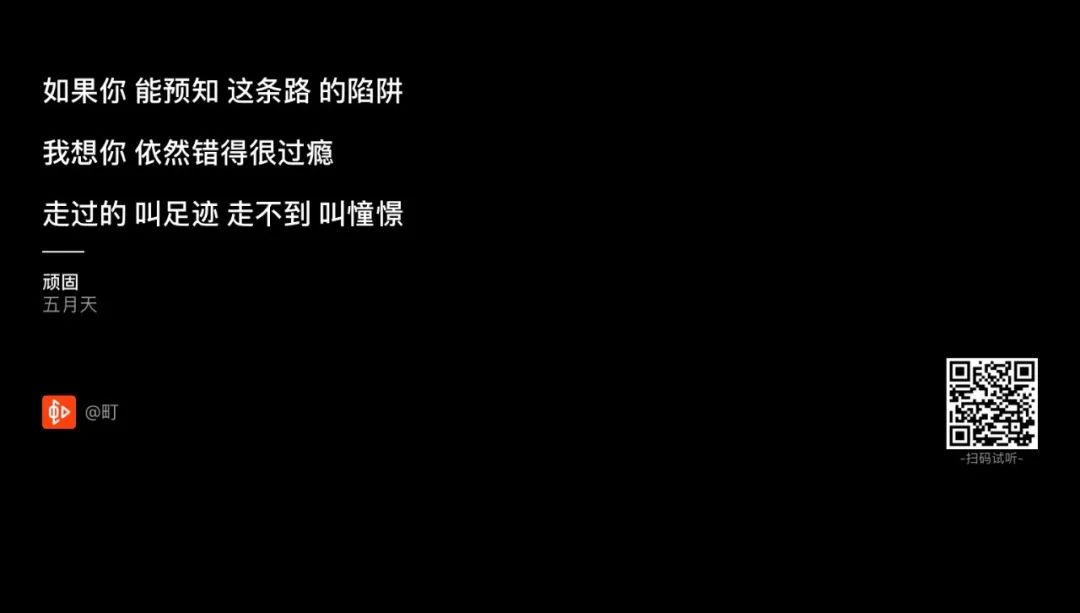 如果你 能预知 这条路 的陷阱
我想你 依然错得很过瘾
走过的 叫足迹 走不到 叫憧憬
顽固
五月天
@町
-扫码试听-